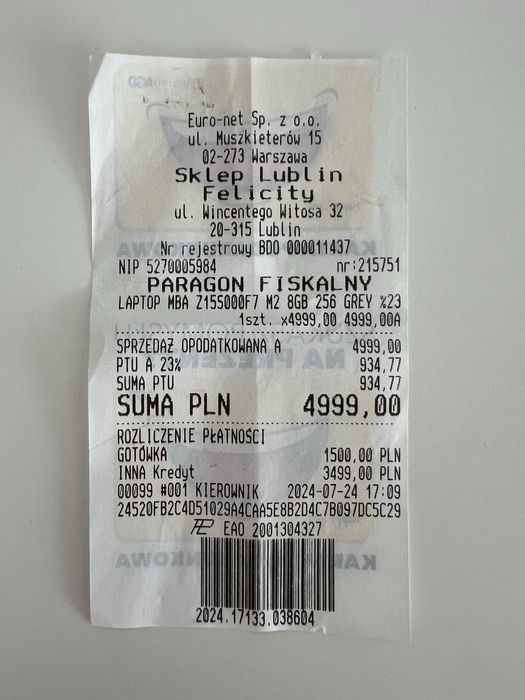 Euro-net Sp. z o.o.
ul. Muszkieterów 15
02-273 Warszawa
Sklep Lublin
Felicity
ul. Wincentego Witosa 32
20-315 Lublin
Nr rejestrowy BDO 000011437
NIP 5270005984 nr:215751
PARAGON FISKALNY
LAPTOP MBA Z15S000F7 M2 8GB 256 GREY %23
1szt. x4999,00 4999,00A
SPRZEDAŻ OPODATKOWANA A 4999,00
PTU A 23% 934,77
SUMA PTU 934,77
SUMA PLN 4999,00
ROZLICZENIE PŁATNOŚCI
GOTÓWKA 1500,00 PLN
INNA Kredyt 3499,00 PLN
00099 #001 KIEROWNIK 2024-07-24 17:09
24520FB2C4D51029A4CAA5E8B2D4C7B097DC5C29
EAO 2001304327
2024.17133.038604